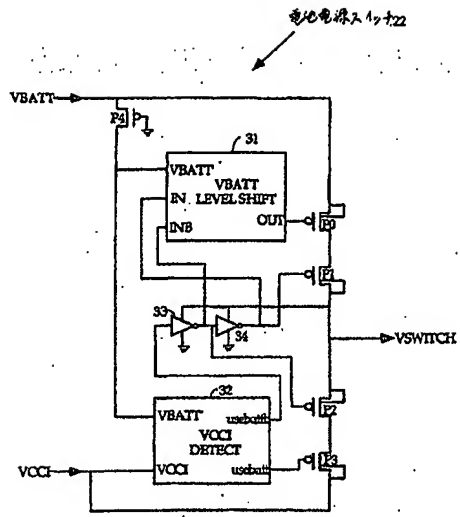 電池電源スイッチ22
VBATT
P4
31
VBATT
VBATT
LEVEL SHIFT
IN
OUT
INB
P0
P1
33
34
VSWITCH
32
P2
VBATT
usebatt
VCCI
DETECT
VCCI
usebatt
P3
VCCI